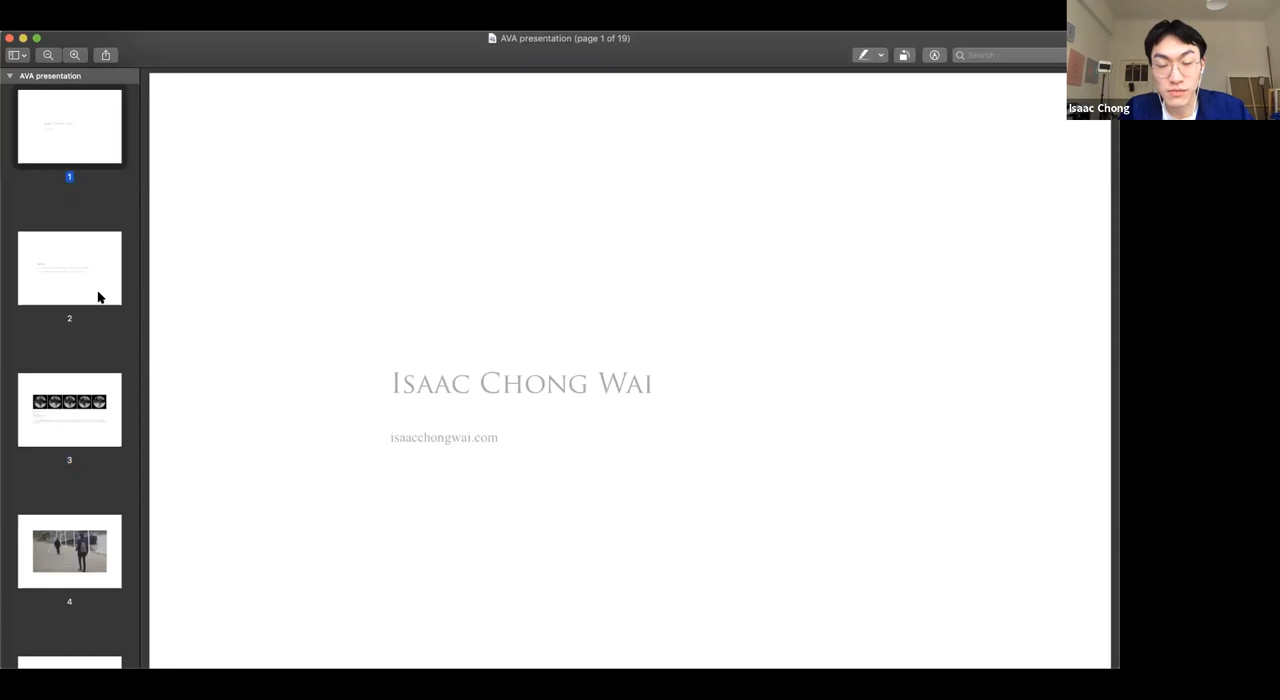 AVA presentation (page 1 of 19)
Search
AVA presentation
1
2
3
4
Isaac Chong Wai
isaacchongwai.com
Isaac Chong